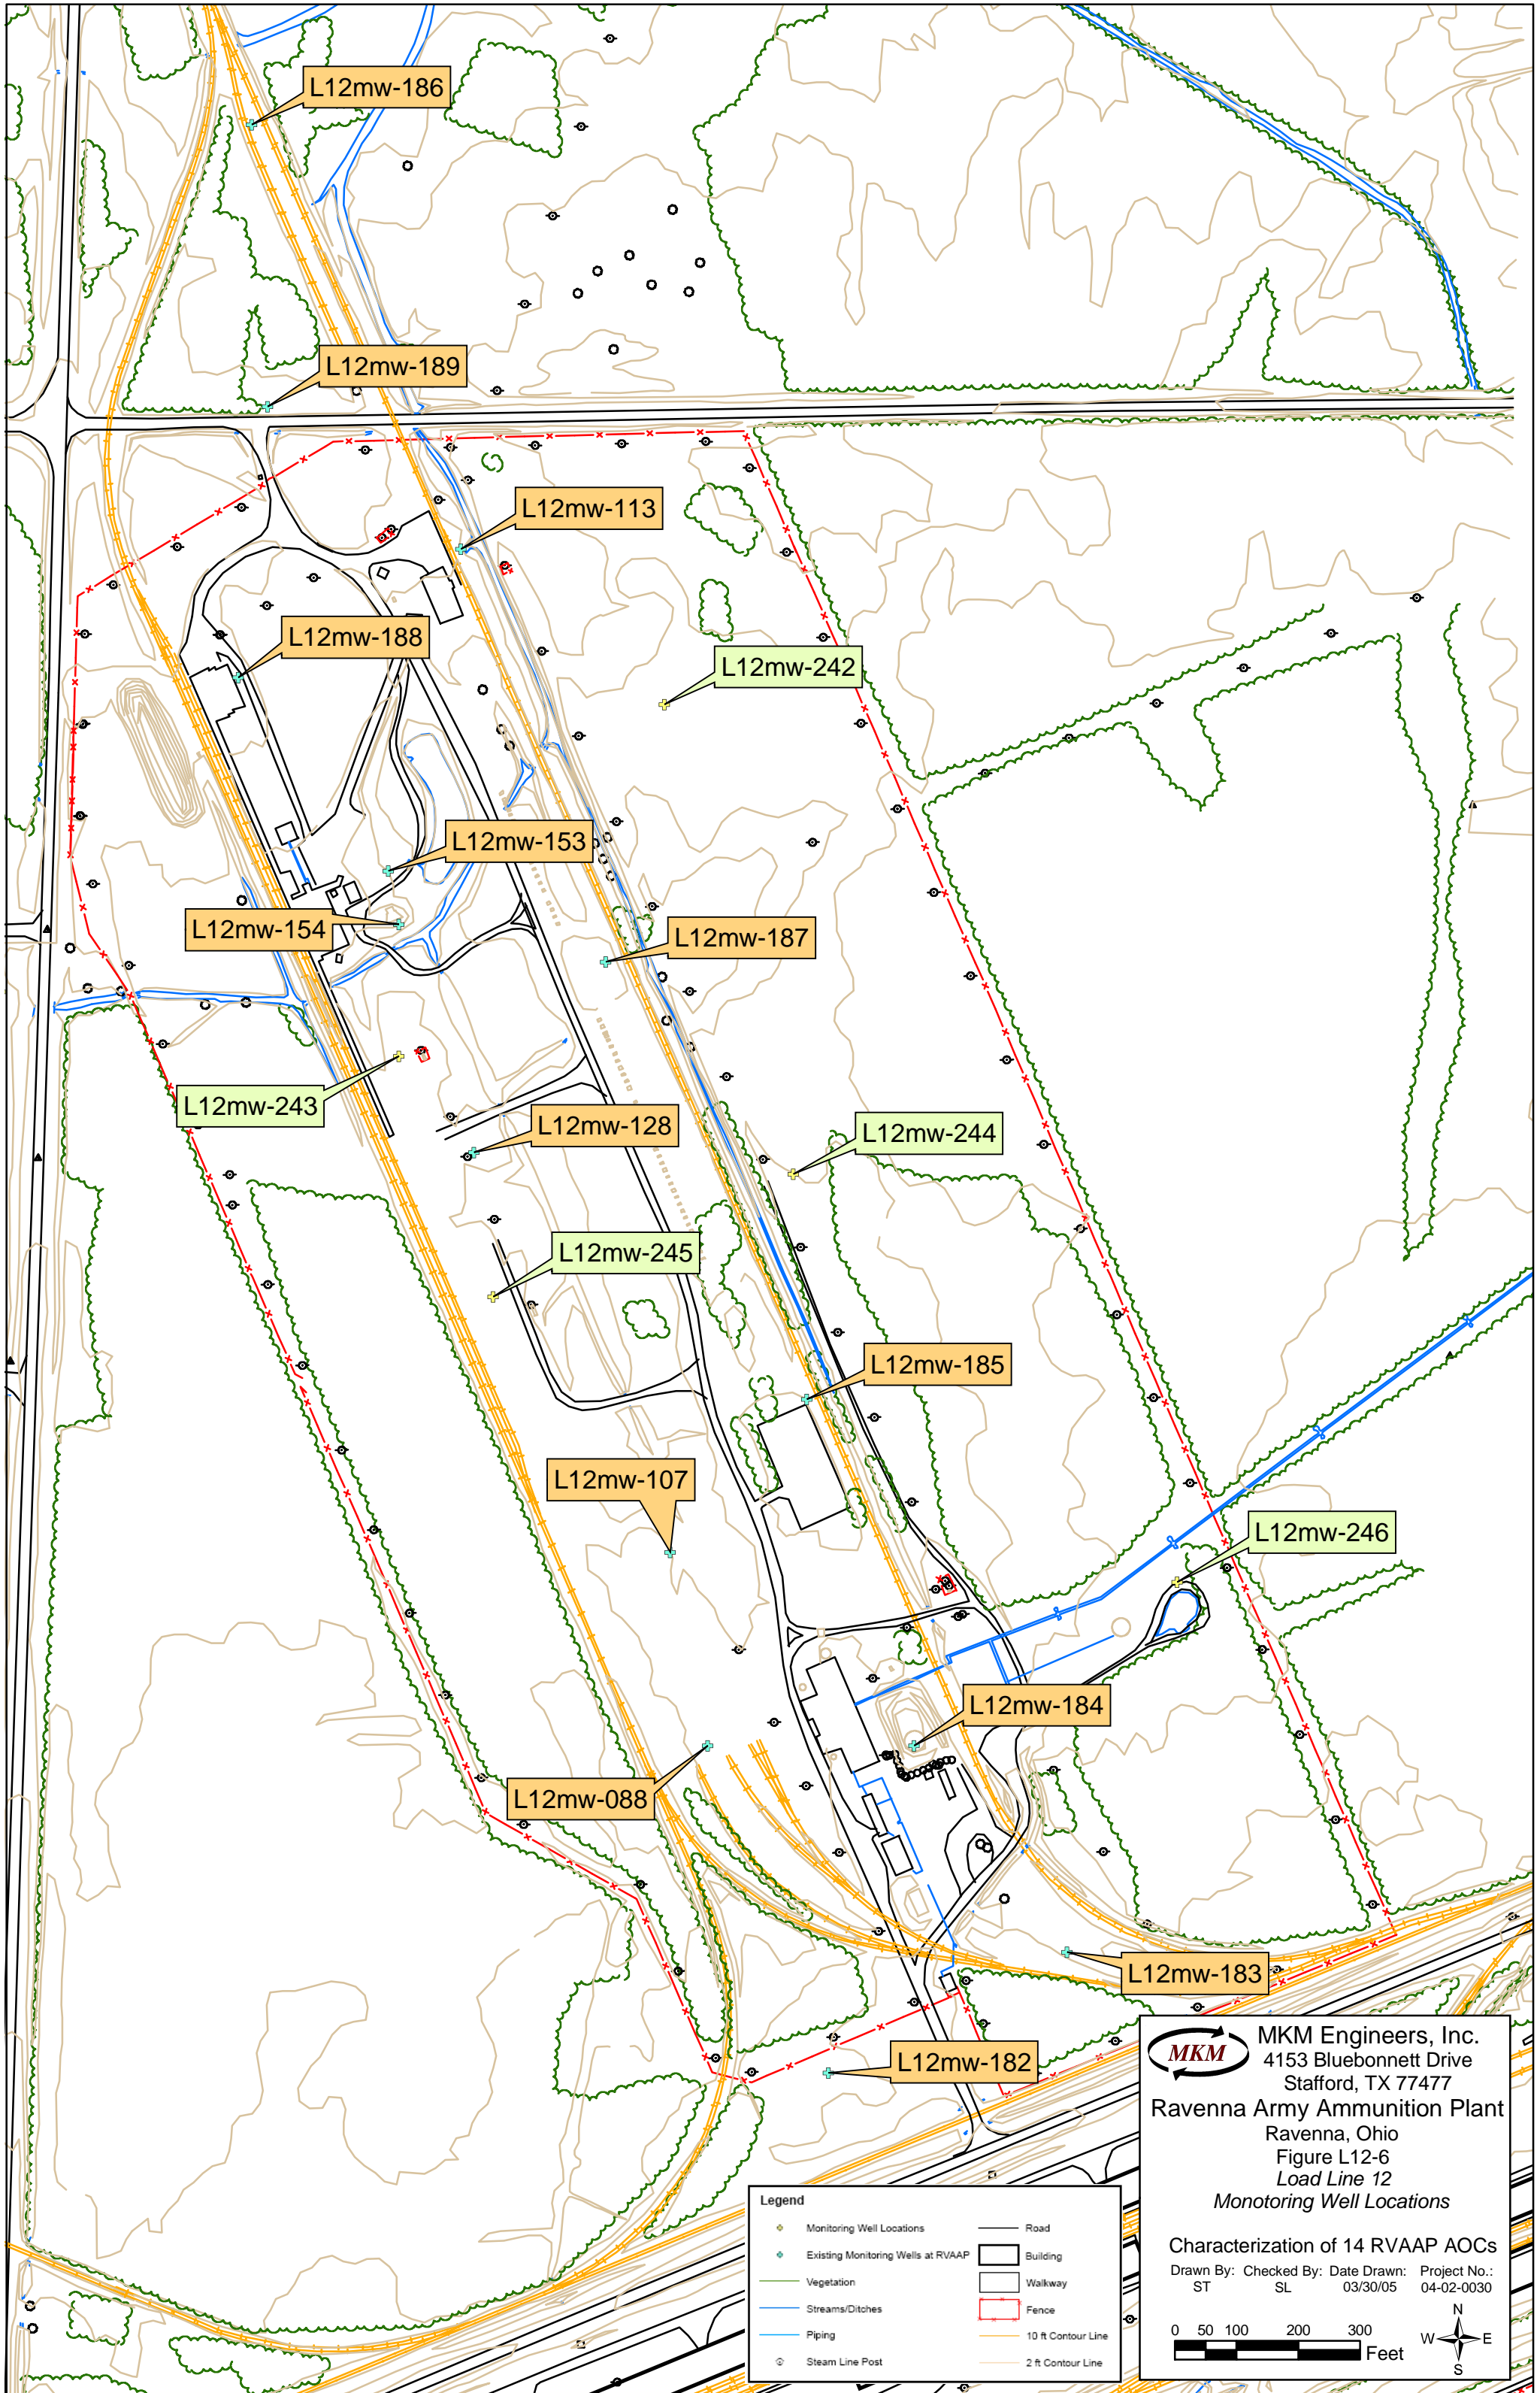 L12mw-186
L12mw-189
L12mw-113
L12mw-188
L12mw-242
L12mw-153
L12mw-154
L12mw-187
L12mw-243
L12mw-128
L12mw-244
L12mw-245
L12mw-185
L12mw-107
L12mw-246
L12mw-184
L12mw-088
L12mw-183
L12mw-182
MKM
MKM Engineers, Inc.
4153 Bluebonnett Drive
Stafford, TX 77477
Ravenna Army Ammunition Plant
Ravenna, Ohio
Figure L12-6
Load Line 12
Monotoring Well Locations
Characterization of 14 RVAAP AOCs
Drawn By: Checked By: Date Drawn: Project No.:
ST SL 03/30/05 04-02-0030
0 50 100 200 300
Feet
N
W E
S
Legend
Monitoring Well Locations
Existing Monitoring Wells at RVAAP
Vegetation
Streams/Ditches
Piping
Steam Line Post
Road
Building
Walkway
Fence
10 ft Contour Line
2 ft Contour Line